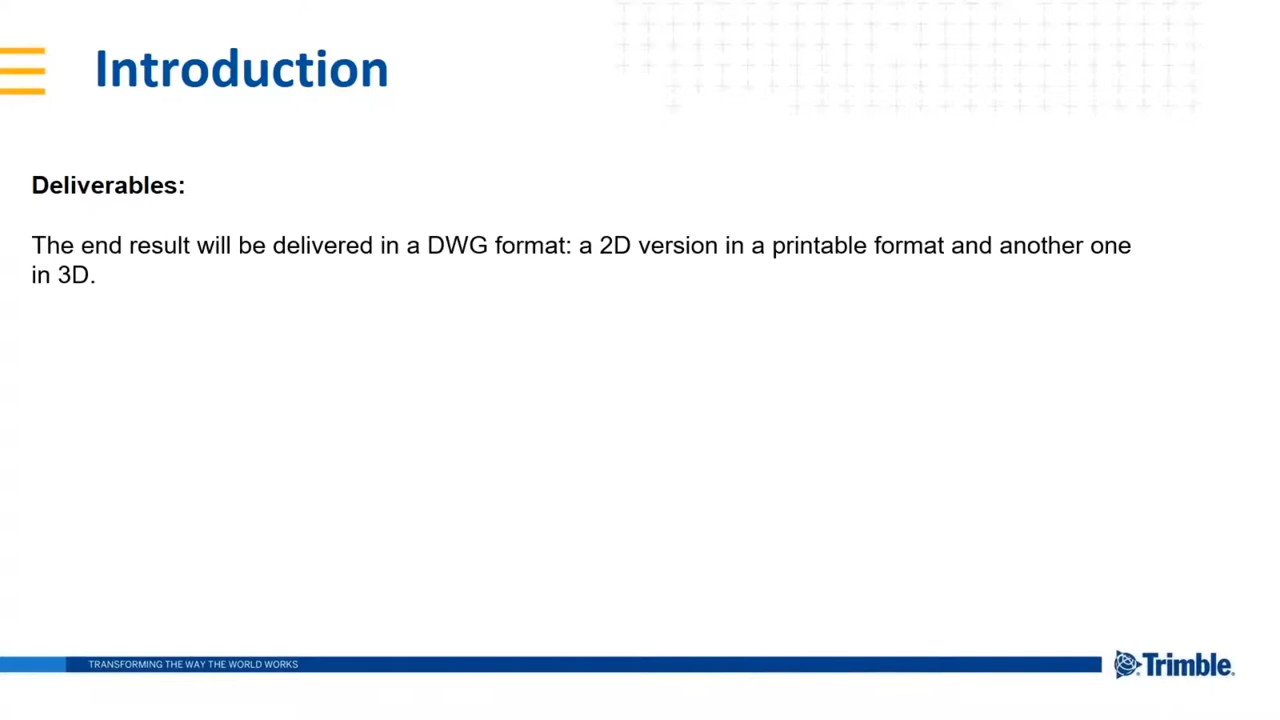 Introduction
Deliverables:
The end result will be delivered in a DWG format: a 2D version in a printable format and another one
in 3D.
TRANSFORMING THE WAY THE WORLD WORKS
Trimble